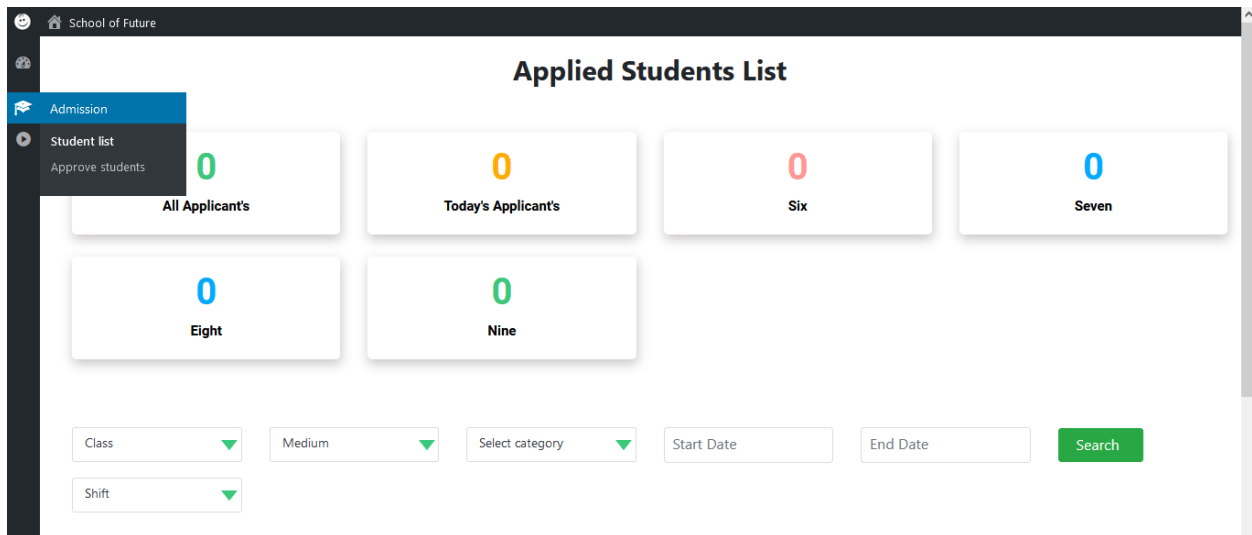 School of Future
Applied Students List
Admission
Student list
Approve students
0
All Applicant's
0
Today's Applicant's
0
Six
0
Seven
0
Eight
0
Nine
Class
Medium
Select category
Start Date
End Date
Search
Shift